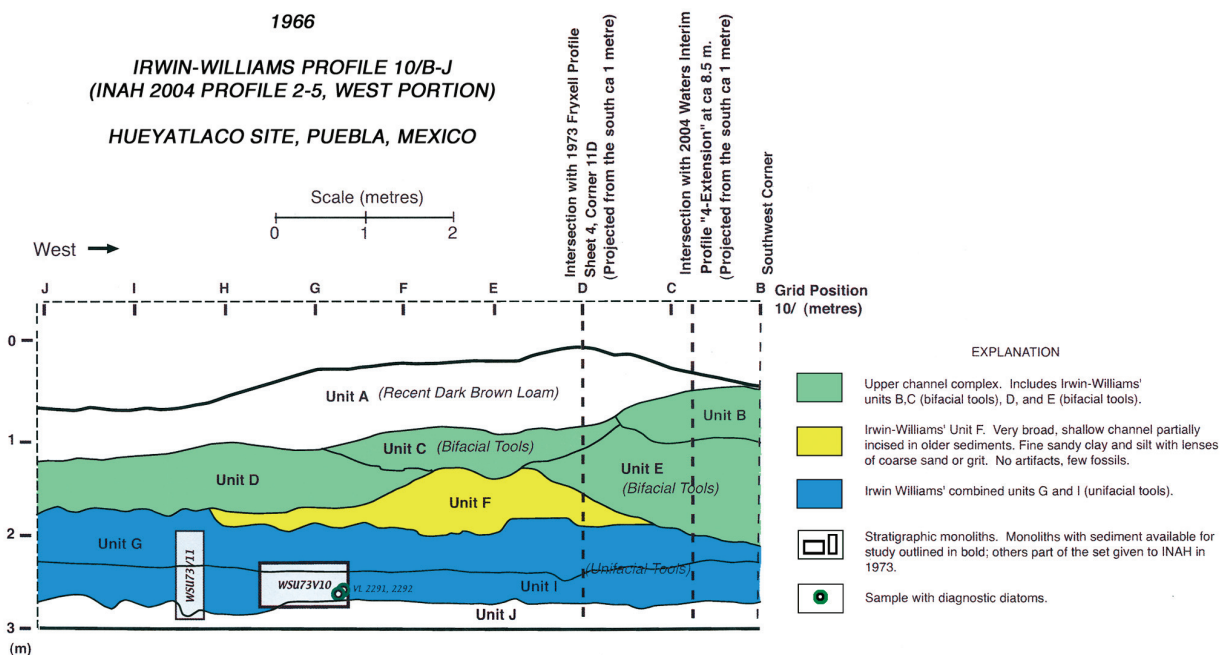 1966
IRWIN-WILLIAMS PROFILE 10/B-J
(INAH 2004 PROFILE 2-5, WEST PORTION)
HUEYATLACO SITE, PUEBLA, MEXICO
Scale (metres)
0 1 2
West
Intersection with 1973 Fryxell Profile
Sheet 4, Corner 11D
(Projected from the south ca 1 metre)
Intersection with 2004 Waters Interim
Profile "4-Extension" at ca 8.5 m.
(Projected from the south ca 1 metre)
Southwest Corner
J I H G F E D C B
Grid Position
10/ (metres)
0
1
2
3
(m)
Unit A (Recent Dark Brown Loam)
Unit B
Unit C (Bifacial Tools)
Unit D
Unit E
(Bifacial Tools)
Unit F
Unit G
WSU73V11
WSU73V10
VL 2291, 2292
(Unifacial Tools)
Unit I
Unit J
EXPLANATION
Upper channel complex. Includes Irwin-Williams'
units B,C (bifacial tools), D, and E (bifacial tools).
Irwin-Williams' Unit F. Very broad,
shallow channel partially
incised in older sediments. Fine sandy clay and silt with lenses
of coarse sand or grit. No artifacts, few fossils.
Irwin Williams' combined units G and I (unifacial tools).
Stratigraphic monoliths. Monoliths with sediment available for
study outlined in bold; others part of the set given to INAH in
1973.
Sample with diagnostic diatoms.